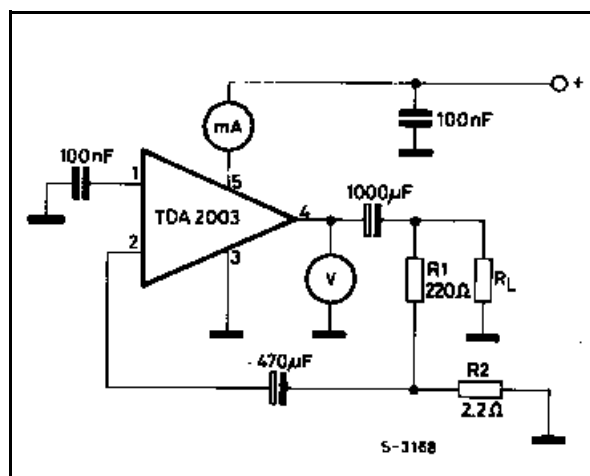 +
mA
100nF
100nF
1
5
1000µF
TDA 2003
4
2
3
V
R1
220Ω
RL
470µF
R2
2.2Ω
S-3168